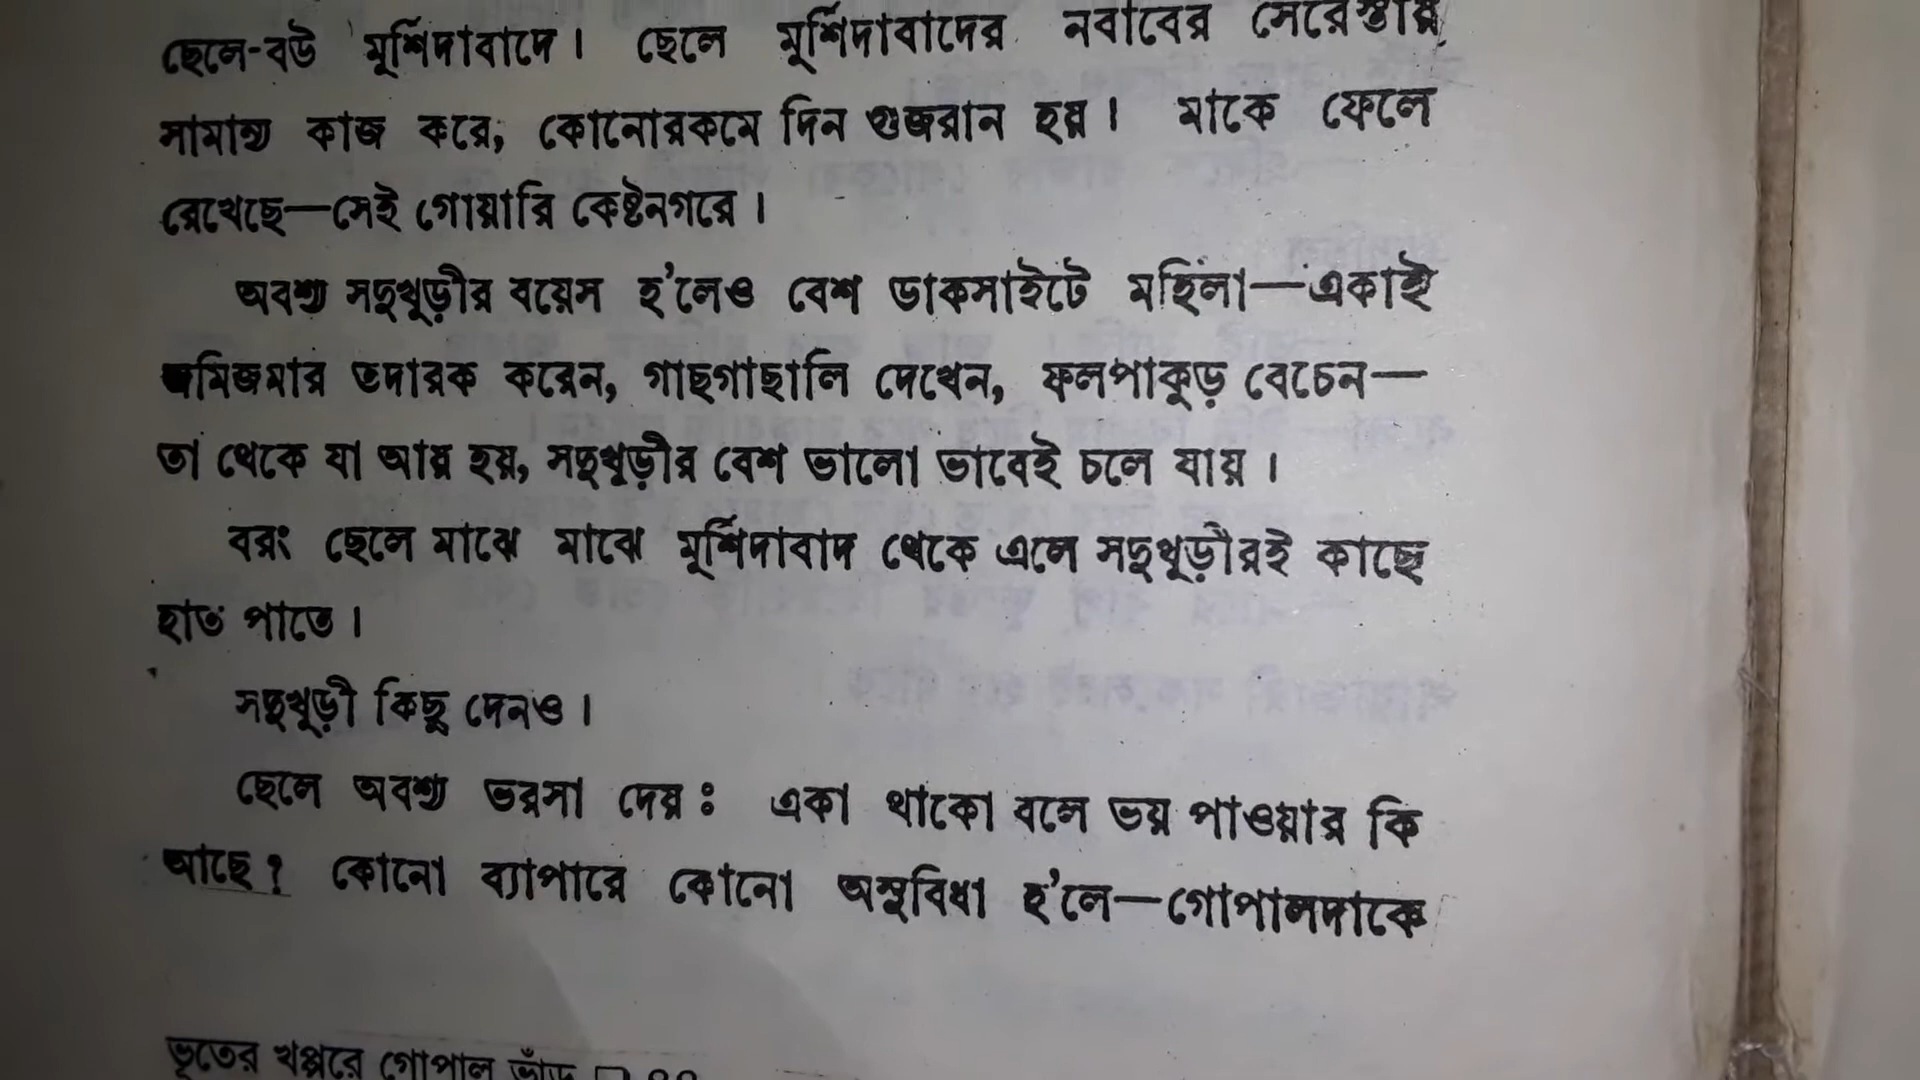 ছেলে-বউ মুর্শিদাবাদে। ছেলে মুর্শিদাবাদের নবাবের সেরেস্তায়
সামান্য কাজ করে, কোনোরকমে দিন গুজরান হয়। মাকে ফেলে
রেখেছে—সেই গোয়ারি কেষ্টনগরে।
অবশ্য সদুখুড়ীর বয়েস হ'লেও বেশ ডাকসাইটে মহিলা—একাই
জমিজমার তদারক করেন, গাছগাছালি দেখেন, ফলপাকুড় বেচেন—
তা থেকে যা আয় হয়, সদুখুড়ীর বেশ ভালো ভাবেই চলে যায়।
বরং ছেলে মাঝে মাঝে মুর্শিদাবাদ থেকে এলে সদুখুড়ীরই কাছে
হাত পাতে।
সদুখুড়ী কিছু দেনও।
ছেলে অবশ্য ভরসা দেয়ঃ একা থাকো বলে ভয় পাওয়ার কি
আছে? কোনো ব্যাপারে কোনো অসুবিধা হ'লে—গোপালদাকে
ভূতের খপ্পরে গোপাল ভাঁড়